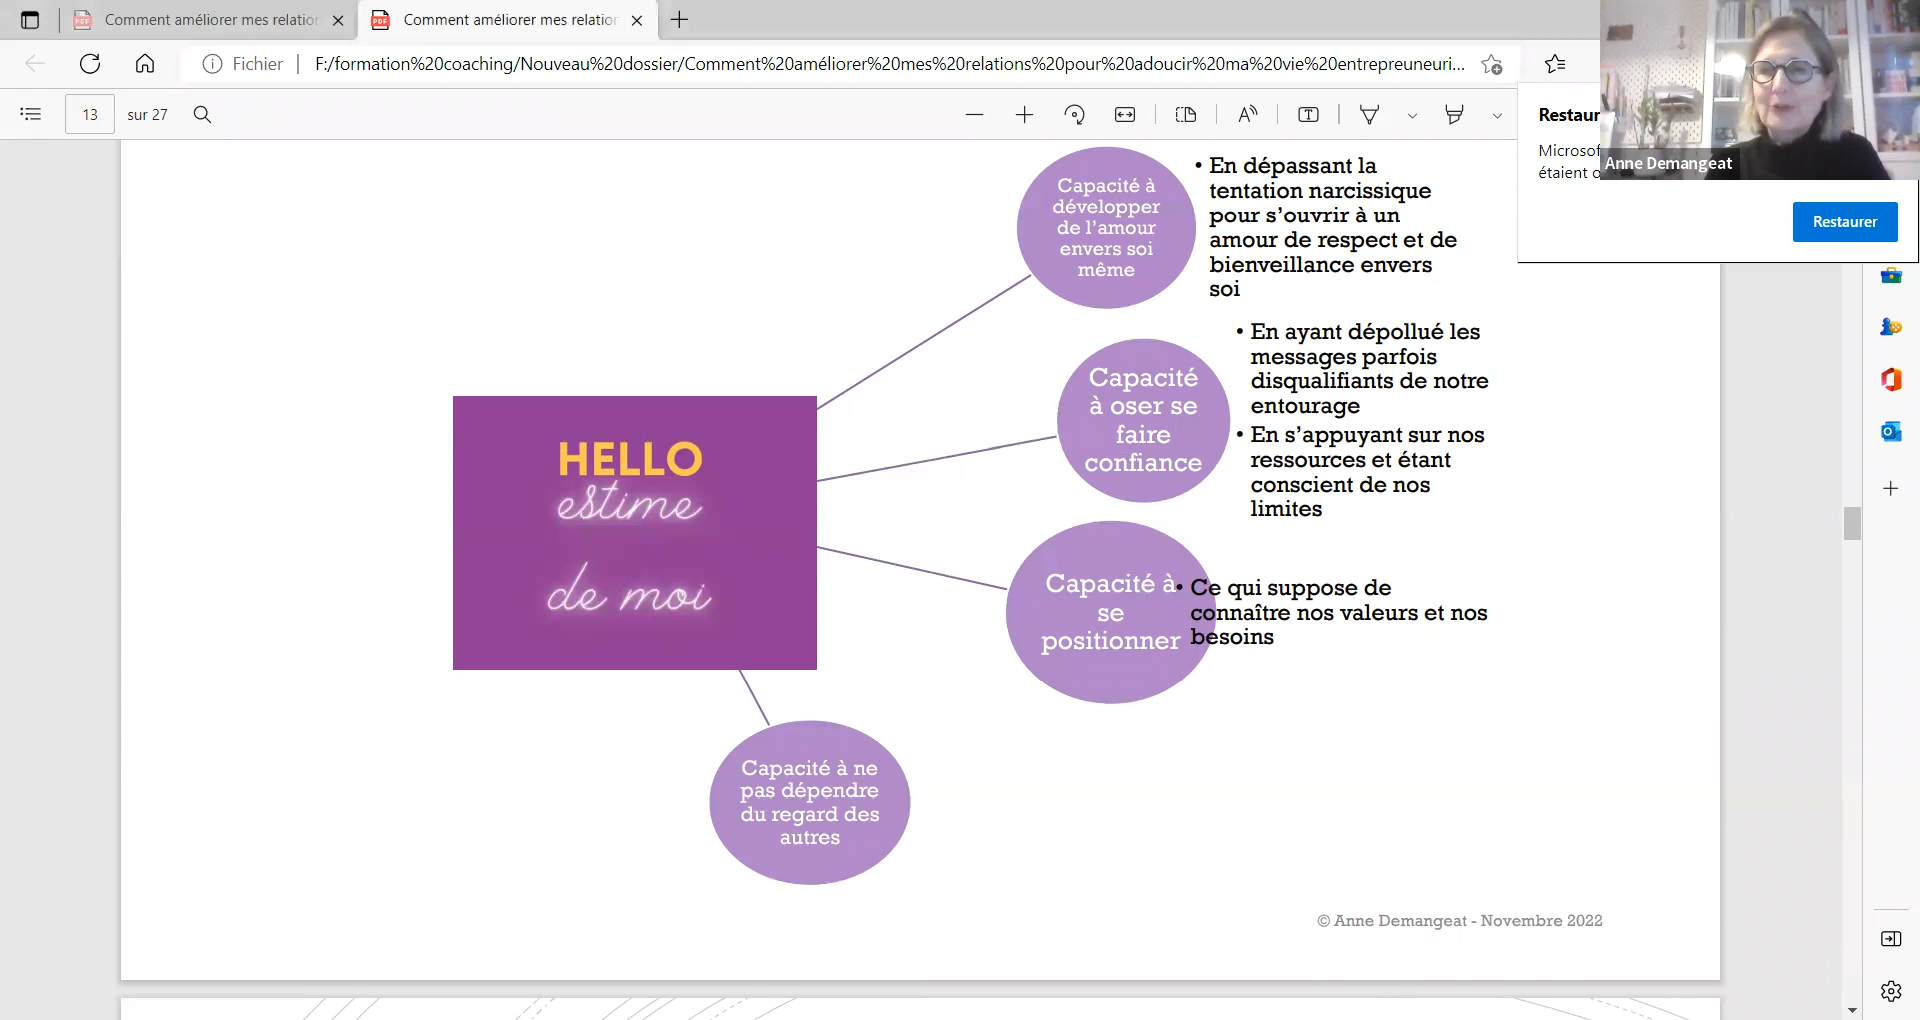 Comment améliorer mes relation
Comment améliorer mes relation
Fichier
F:/formation%20coaching/Nouveau%20dossier/Comment%20améliorer%20mes%20relations%20pour%20adoucir%20ma%20vie%20entrepreuneuri...
13 sur 27
Restaur
Microsof
étaient
Anne Demangeat
Restaurer
Capacité à
développer
de l’amour
envers soi
même
• En dépassant la
tentation narcissique
pour s’ouvrir à un
amour de respect et de
bienveillance envers
soi
Capacité
à oser se
faire
confiance
• En ayant dépollué les
messages parfois
disqualifiants de notre
entourage
• En s’appuyant sur nos
ressources et étant
conscient de nos
limites
HELLO
estime
de moi
Capacité à
se
positionner
• Ce qui suppose de
connaître nos valeurs et nos
besoins
Capacité à ne
pas dépendre
du regard des
autres
© Anne Demangeat - Novembre 2022